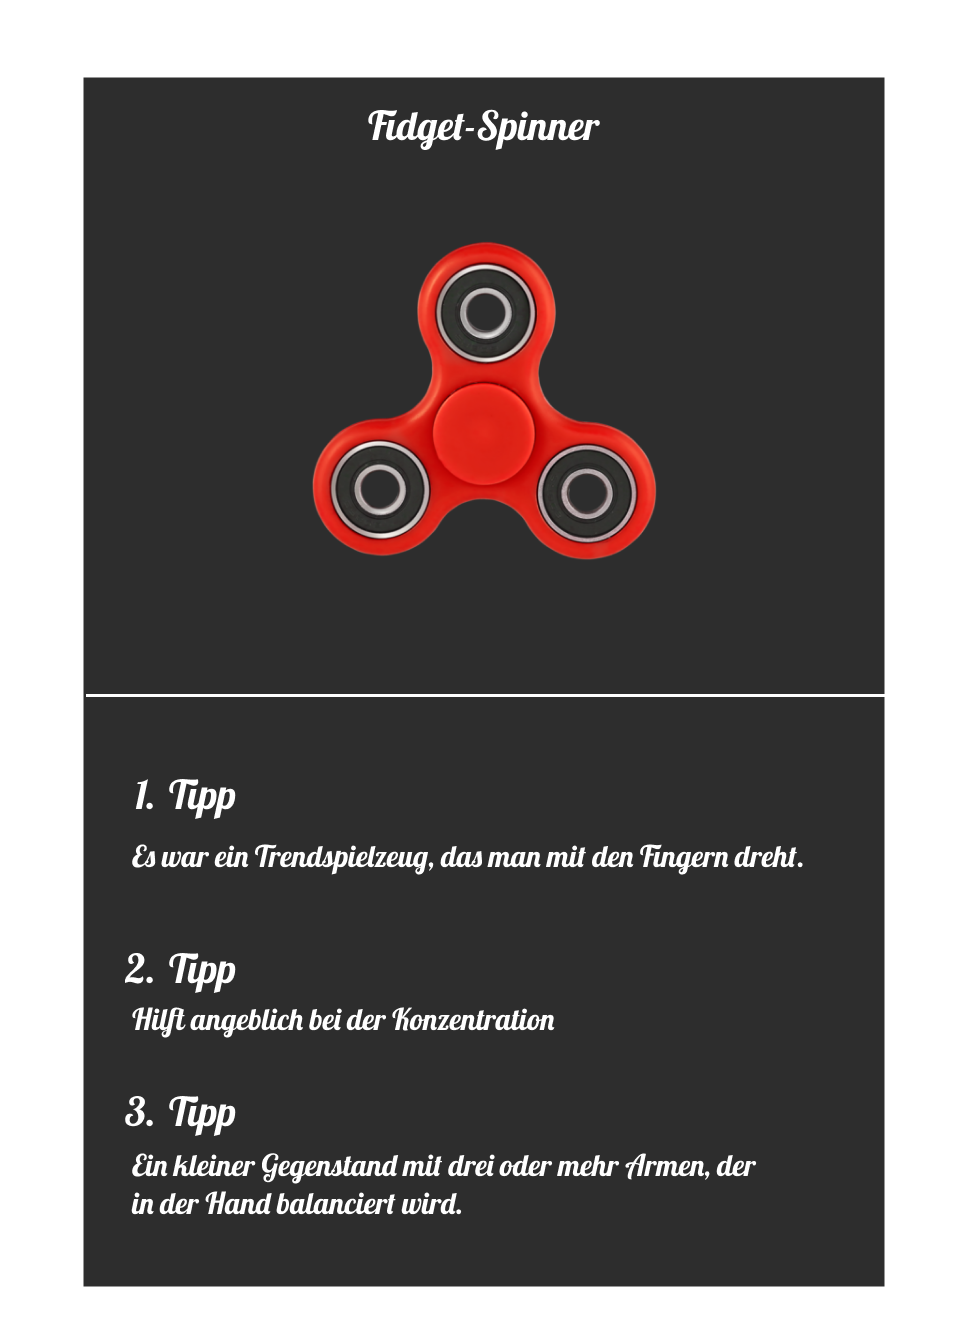 Fidget-Spinner
1. Tipp
Es war ein Trendspielzeug, das man mit den Fingern dreht.
2. Tipp
Hilft angeblich bei der Konzentration
3. Tipp
Ein kleiner Gegenstand mit drei oder mehr Armen, der
in der Hand balanciert wird.